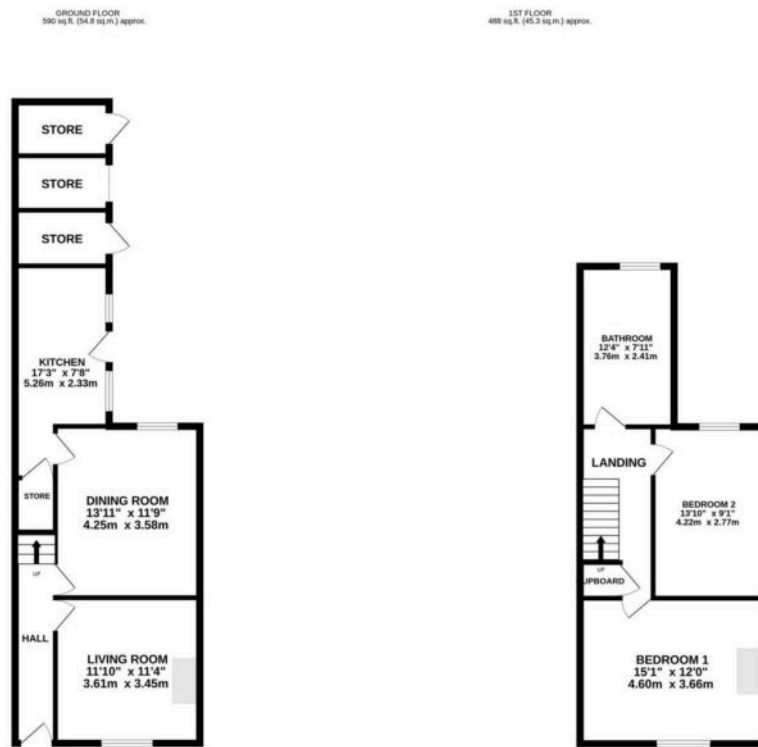 GROUND FLOOR
590 sq.ft. (54.8 sq.m.) approx.
1ST FLOOR
488 sq.ft. (45.3 sq.m.) approx.
STORE
STORE
STORE
KITCHEN
17'3" x 7'8"
5.26m x 2.33m
STORE
DINING ROOM
13'11" x 11'9"
4.25m x 3.58m
UP
HALL
LIVING ROOM
11'10" x 11'4"
3.61m x 3.45m
BATHROOM
12'4" x 7'11"
3.76m x 2.41m
LANDING
BEDROOM 2
13'10" x 9'1"
4.22m x 2.77m
UP
UPBOARD
BEDROOM 1
15'1" x 12'0"
4.60m x 3.66m